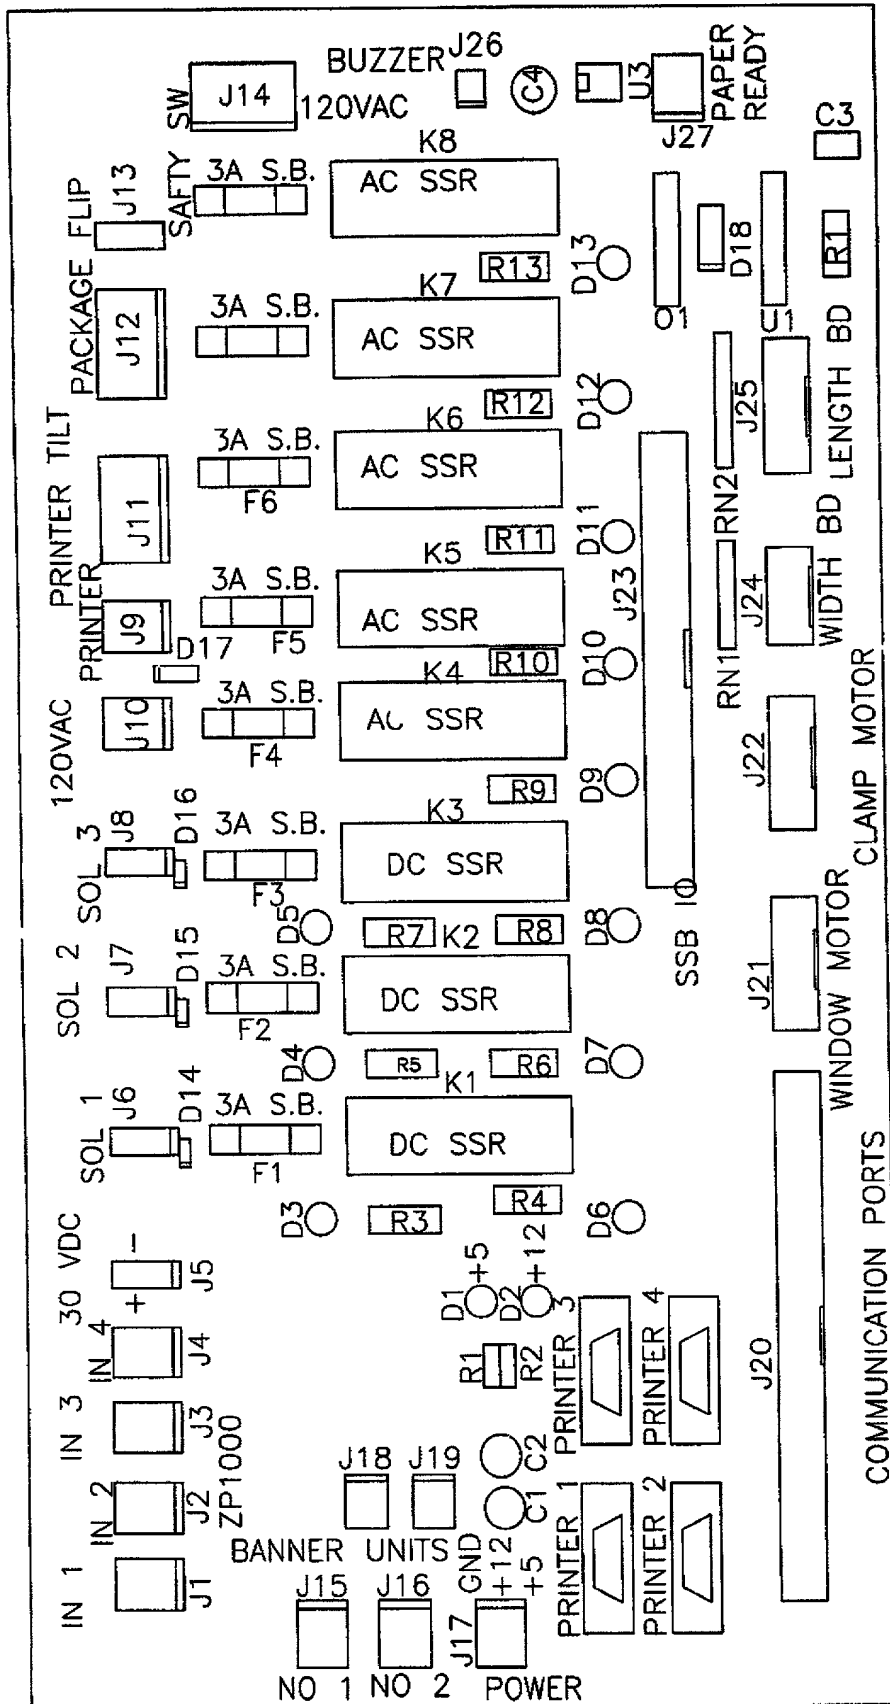 BUZZER
J26
SW
J14
120VAC
C4
U3
J27
PAPER
READY
C3
K8
3A S.B.
AC SSR
SAFTY
J13
FLIP
R13
D13
O1
D18
U1
R1
K7
3A S.B.
AC SSR
PACKAGE
J12
R12
D12
J25
LENGTH BD
K6
3A S.B.
AC SSR
F6
PRINTER TILT
J11
R11
D11
RN2
K5
3A S.B.
AC SSR
F5
PRINTER
J9
D17
J23
J24
WIDTH BD
RN1
R10
D10
K4
3A S.B.
AC SSR
F4
120VAC
J10
R9
D9
J22
CLAMP MOTOR
K3
3A S.B.
DC SSR
F3
SOL 3
J8
D16
D5
R7
K2
R8
D8
SSB IO
3A S.B.
DC SSR
F2
SOL 2
J7
D15
J21
WINDOW MOTOR
D4
R5
R6
D7
K1
3A S.B.
DC SSR
F1
SOL 1
J6
D14
D3
R3
R4
D6
30 VDC
+ -
J5
D1
+5
D2
+12
IN 4
J4
R1
R2
PRINTER 3
PRINTER 4
J20
COMMUNICATION PORTS
IN 3
J3
IN 2
J2
ZP1000
J18
J19
C2
C1
BANNER UNITS
IN 1
J1
J15
J16
J17
GND
+12
+5
PRINTER 1
PRINTER 2
NO 1
NO 2
POWER